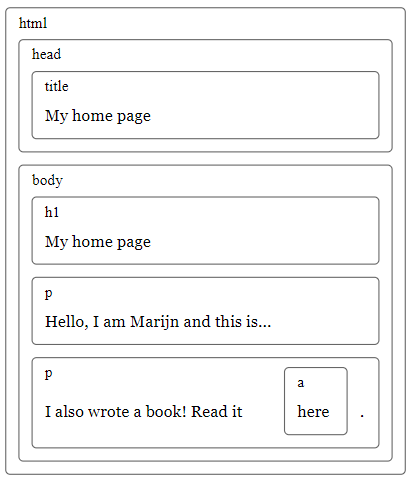 html
head
title
My home page
body
h1
My home page
p
Hello, I am Marijn and this is...
p
I also wrote a book! Read it
a
here
.